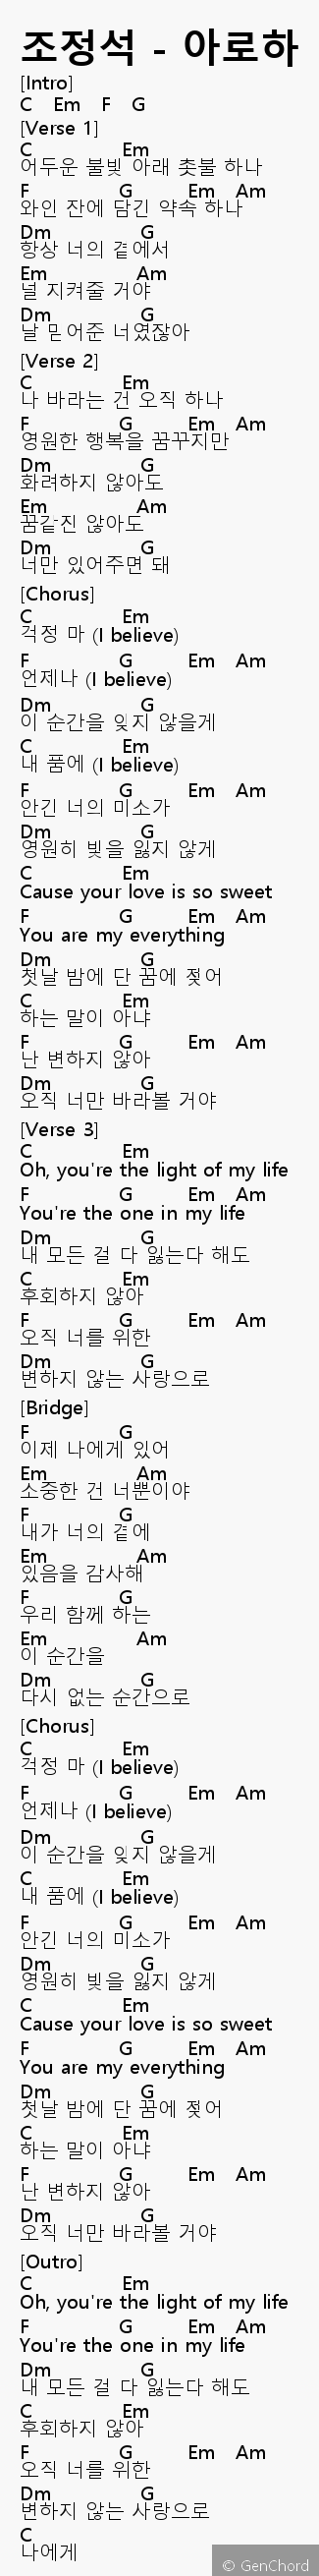 조정석 - 아로하
[Intro]
C Em F G
[Verse 1]
C Em
어두운 불빛 아래 촛불 하나
F G Em Am
와인 잔에 담긴 약속 하나
Dm G
항상 너의 곁에서
Em Am
널 지켜줄 거야
Dm G
날 믿어준 너였잖아
[Verse 2]
C Em
나 바라는 건 오직 하나
F G Em Am
영원한 행복을 꿈꾸지만
Dm G
화려하지 않아도
Em Am
꿈같진 않아도
Dm G
너만 있어주면 돼
[Chorus]
C Em
걱정 마 (I believe)
F G Em Am
언제나 (I believe)
Dm G
이 순간을 잊지 않을게
C Em
내 품에 (I believe)
F G Em Am
안긴 너의 미소가
Dm G
영원히 빛을 잃지 않게
C Em
Cause your love is so sweet
F G Em Am
You are my everything
Dm G
첫날 밤에 단 꿈에 젖어
C Em
하는 말이 아냐
F G Em Am
난 변하지 않아
Dm G
오직 너만 바라볼 거야
[Verse 3]
C Em
Oh, you're the light of my life
F G Em Am
You're the one in my life
Dm G
내 모든 걸 다 잃는다 해도
C Em
후회하지 않아
F G Em Am
오직 너를 위한
Dm G
변하지 않는 사랑으로
[Bridge]
F G
이제 나에게 있어
Em Am
소중한 건 너뿐이야
F G
내가 너의 곁에
Em Am
있음을 감사해
F G
우리 함께 하는
Em Am
이 순간을
Dm G
다시 없는 순간으로
[Chorus]
C Em
걱정 마 (I believe)
F G Em Am
언제나 (I believe)
Dm G
이 순간을 잊지 않을게
C Em
내 품에 (I believe)
F G Em Am
안긴 너의 미소가
Dm G
영원히 빛을 잃지 않게
C Em
Cause your love is so sweet
F G Em Am
You are my everything
Dm G
첫날 밤에 단 꿈에 젖어
C Em
하는 말이 아냐
F G Em Am
난 변하지 않아
Dm G
오직 너만 바라볼 거야
[Outro]
C Em
Oh, you're the light of my life
F G Em Am
You're the one in my life
Dm G
내 모든 걸 다 잃는다 해도
C Em
후회하지 않아
F G Em Am
오직 너를 위한
Dm G
변하지 않는 사랑으로
C
나에게
© GenChord